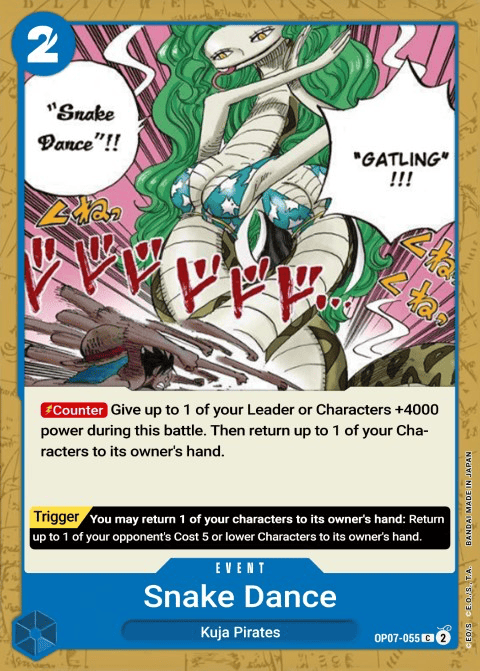 2
"Snake
Dance"!!
"GATLING"
!!!
くねっ
ドドドドドド…
くねっ
くねっ
Counter Give up to 1 of your Leader or Characters +4000
power during this battle. Then return up to 1 of your Cha-
racters to its owner's hand.
Trigger You may return 1 of your characters to its owner's hand: Return
up to 1 of your opponent's Cost 5 or lower Characters to its owner's hand.
EVENT
Snake Dance
Kuja Pirates
OP07-055 C 2
©E.O./S. ©E.O./S., T.A. BANDAI MADE IN JAPAN